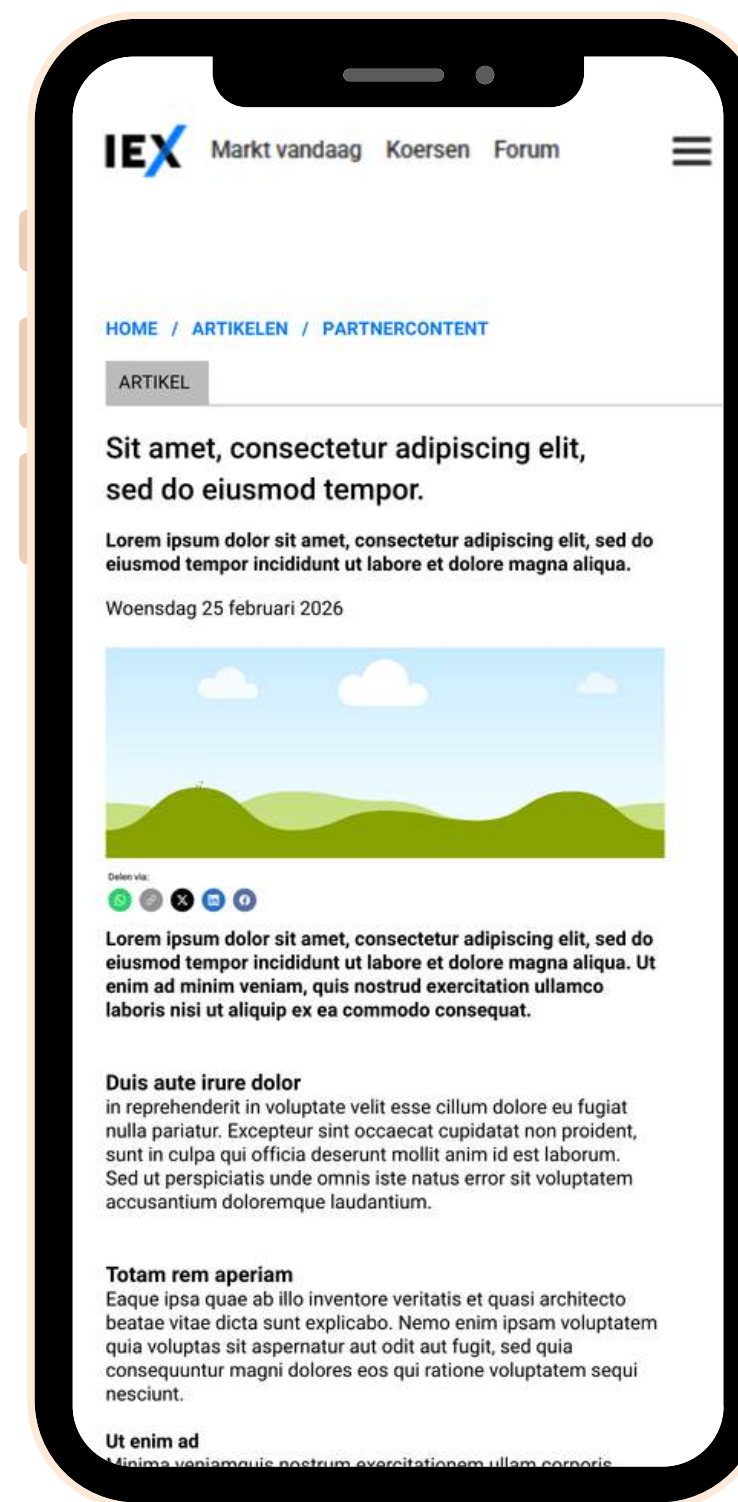 IEX Markt vandaag Koersen Forum
HOME / ARTIKELEN / PARTNERCONTENT
ARTIKEL
Sit amet, consectetur adipiscing elit,
sed do eiusmod tempor.
Lorem ipsum dolor sit amet, consectetur adipiscing elit, sed do
eiusmod tempor incididunt ut labore et dolore magna aliqua.
Woensdag 25 februari 2026
Delen via:
Lorem ipsum dolor sit amet, consectetur adipiscing elit, sed do
eiusmod tempor incididunt ut labore et dolore magna aliqua. Ut
enim ad minim veniam, quis nostrud exercitation ullamco
laboris nisi ut aliquip ex ea commodo consequat.
Duis aute irure dolor
in reprehenderit in voluptate velit esse cillum dolore eu fugiat
nulla pariatur. Excepteur sint occaecat cupidatat non proident,
sunt in culpa qui officia deserunt mollit anim id est laborum.
Sed ut perspiciatis unde omnis iste natus error sit voluptatem
accusantium doloremque laudantium.
Totam rem aperiam
Eaque ipsa quae ab illo inventore veritatis et quasi architecto
beatae vitae dicta sunt explicabo. Nemo enim ipsam voluptatem
quia voluptas sit aspernatur aut odit aut fugit, sed quia
consequuntur magni dolores eos qui ratione voluptatem sequi
nesciunt.
Ut enim ad
Minima veniamquis nostrum exercitationem ullam corporis